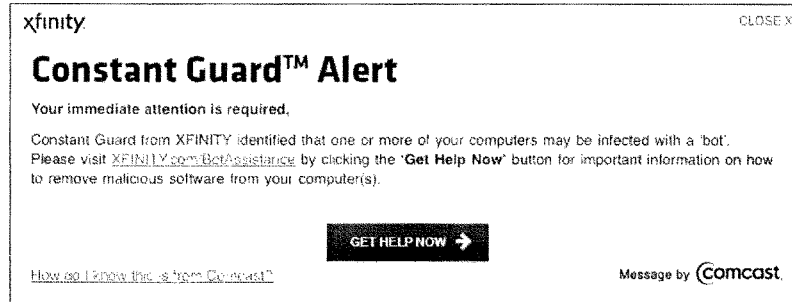 xfinity.
CLOSE X
Constant Guard™ Alert
Your immediate attention is required,
Constant Guard from XFINITY identified that one or more of your computers may be infected with a 'bot'.
Please visit XFINITY.com/BotAssistance by clicking the 'Get Help Now' button for important information on how
to remove malicious software from your computer(s).
GET HELP NOW →
How do I know this is from Comcast?
Message by comcast.